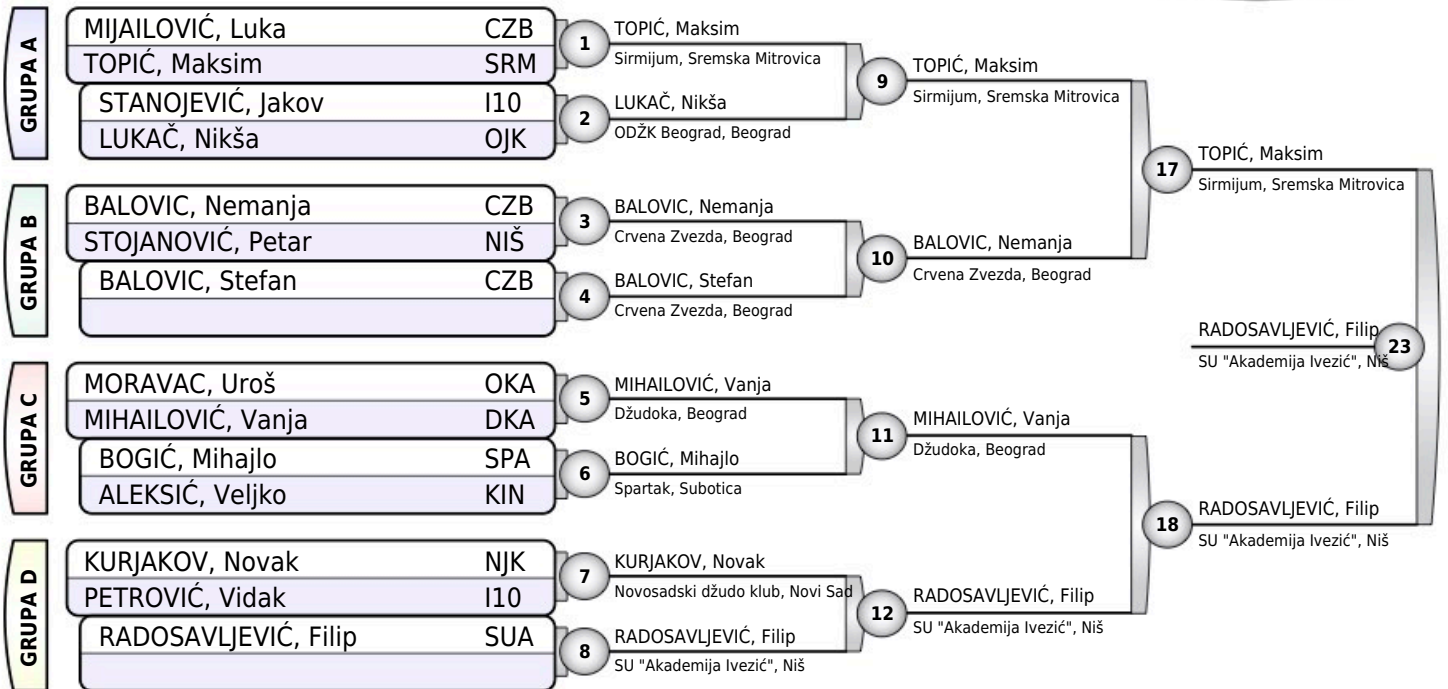 GRUPA A
MIJAILOVIĆ, Luka CZB
TOPIĆ, Maksim SRM
STANOJEVIĆ, Jakov I10
LUKAČ, Nikša OJK
1
TOPIĆ, Maksim
Sirmijum, Sremska Mitrovica
2
LUKAČ, Nikša
ODŽK Beograd, Beograd
9
TOPIĆ, Maksim
Sirmijum, Sremska Mitrovica
GRUPA B
BALOVIC, Nemanja CZB
STOJANOVIĆ, Petar NIŠ
BALOVIC, Stefan CZB
3
BALOVIC, Nemanja
Crvena Zvezda, Beograd
4
BALOVIC, Stefan
Crvena Zvezda, Beograd
10
BALOVIC, Nemanja
Crvena Zvezda, Beograd
17
TOPIĆ, Maksim
Sirmijum, Sremska Mitrovica
GRUPA C
MORAVAC, Uroš OKA
MIHAILOVIĆ, Vanja DKA
BOGIĆ, Mihajlo SPA
ALEKSIĆ, Veljko KIN
5
MIHAILOVIĆ, Vanja
Džudoka, Beograd
6
BOGIĆ, Mihajlo
Spartak, Subotica
11
MIHAILOVIĆ, Vanja
Džudoka, Beograd
GRUPA D
KURJAKOV, Novak NJK
PETROVIĆ, Vidak I10
RADOSAVLJEVIĆ, Filip SUA
7
KURJAKOV, Novak
Novosadski džudo klub, Novi Sad
8
RADOSAVLJEVIĆ, Filip
SU "Akademija Ivezić", Niš
12
RADOSAVLJEVIĆ, Filip
SU "Akademija Ivezić", Niš
18
RADOSAVLJEVIĆ, Filip
SU "Akademija Ivezić", Niš
RADOSAVLJEVIĆ, Filip
SU "Akademija Ivezić", Niš
23